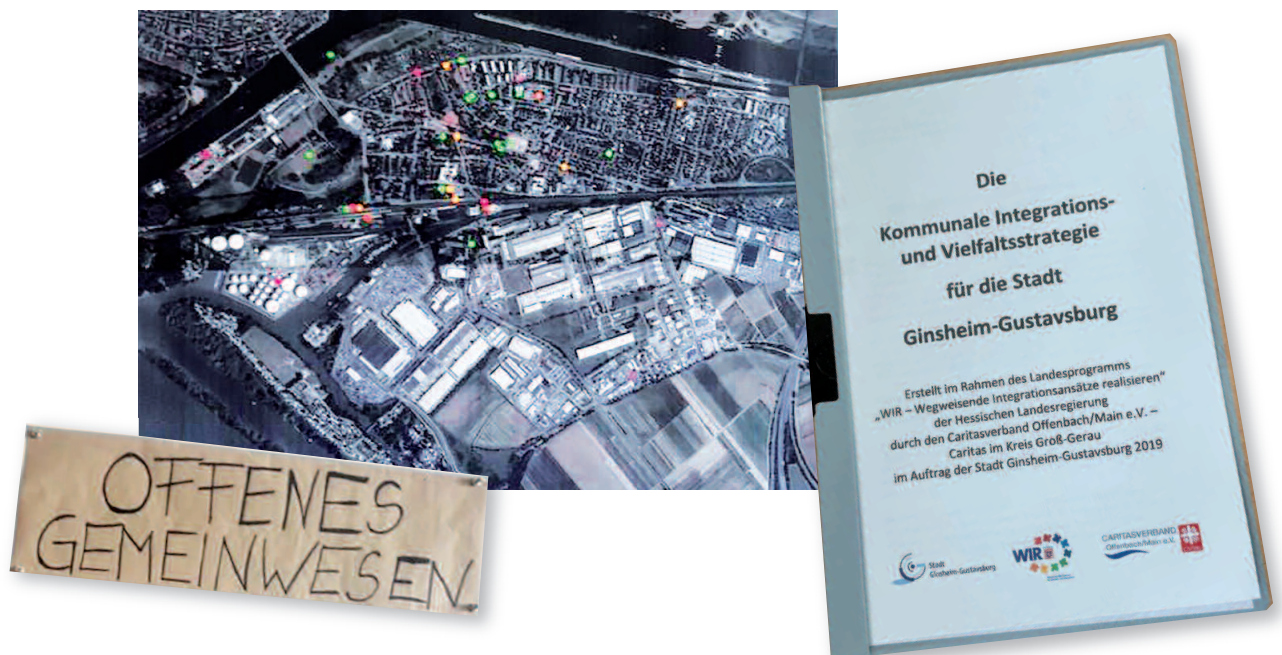 OFFENES
GEMEINWESEN
Die
Kommunale Integrations-
und Vielfaltsstrategie
für die Stadt
Ginsheim-Gustavsburg
Erstellt im Rahmen des Landesprogramms
„WIR – Wegweisende Integrationsansätze realisieren“
der Hessischen Landesregierung
durch den Caritasverband Offenbach/Main e.V. –
Caritas im Kreis Groß-Gerau
im Auftrag der Stadt Ginsheim-Gustavsburg 2019
Stadt
Ginsheim-Gustavsburg
WIR
CARITASVERBAND
Offenbach/Main e.V.